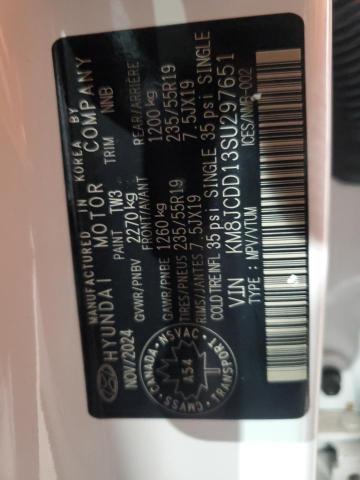 MANUFACTURED IN KOREA BY
HYUNDAI MOTOR COMPANY
NOV/2024 PAINT TW3 TRIM NNB
GVWR/PNBV 2270 kg
FRONT/AVANT REAR/ARRIÈRE
GAWR/PNBE 1260 kg 1200 kg
TIRES/PNEUS 235/55R19 235/55R19
RIMS/JANTES 7.5JX19 7.5JX19
COLD TIRE INFL 35 psi SINGLE 35 psi SINGLE
VIN KM8JCDD13SU297651
TYPE : MPV/VTUM ICES/NMB-002
CANADA NSVAC TRANSPORT CMVSS
A54